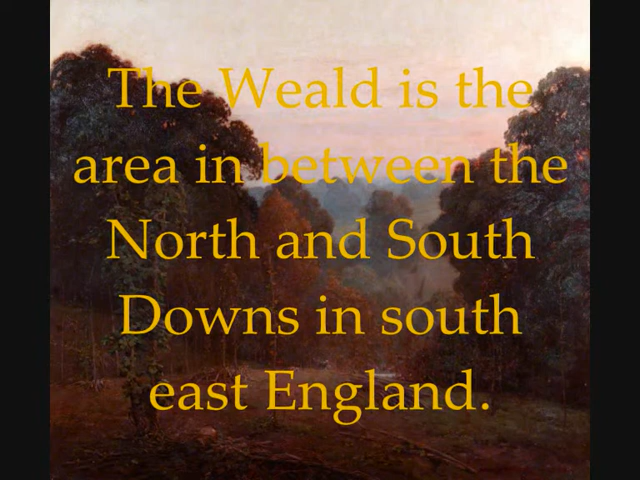 The Weald is the
area in between the
North and South
Downs in south
east England.